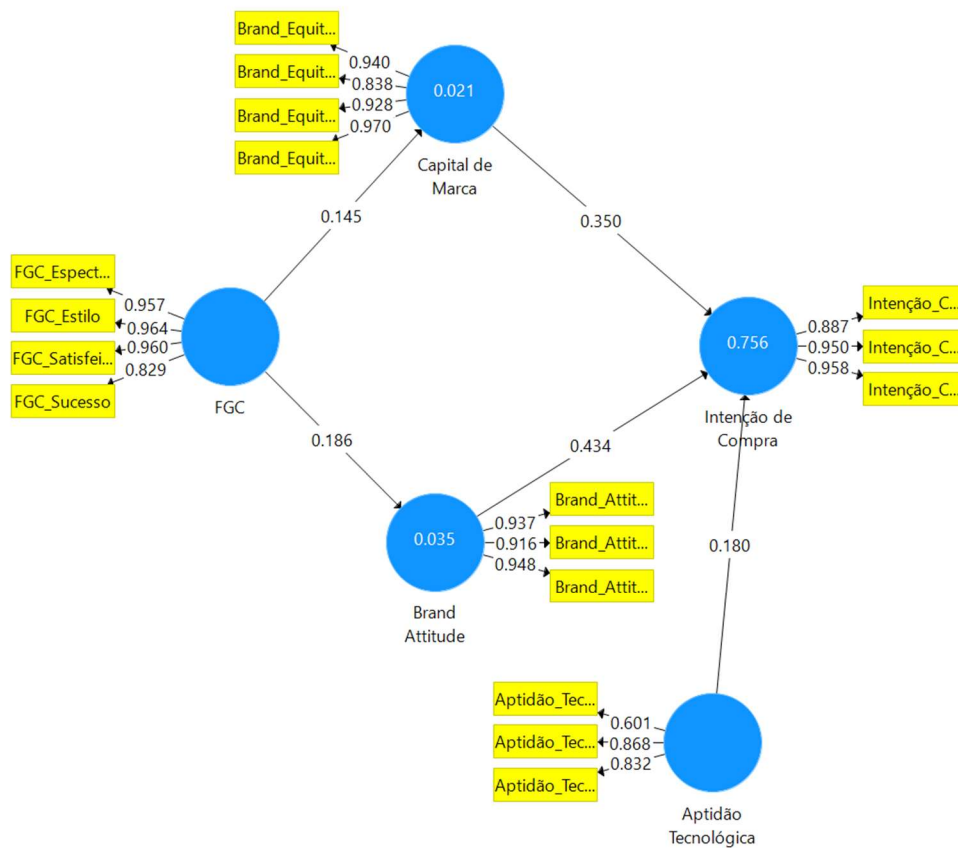 Brand_Equit...
Brand_Equit...
Brand_Equit...
Brand_Equit...
0.940
0.838
0.928
0.970
0.021
Capital de
Marca
0.145
0.350
FGC_Espect...
FGC_Estilo
FGC_Satisfei...
FGC_Sucesso
0.957
0.964
0.960
0.829
FGC
0.756
Intenção de
Compra
0.887
0.950
0.958
Intenção_C...
Intenção_C...
Intenção_C...
0.186
0.434
0.035
Brand
Attitude
0.937
0.916
0.948
Brand_Attit...
Brand_Attit...
Brand_Attit...
0.180
Aptidão_Tec...
Aptidão_Tec...
Aptidão_Tec...
0.601
0.868
0.832
Aptidão
Tecnológica